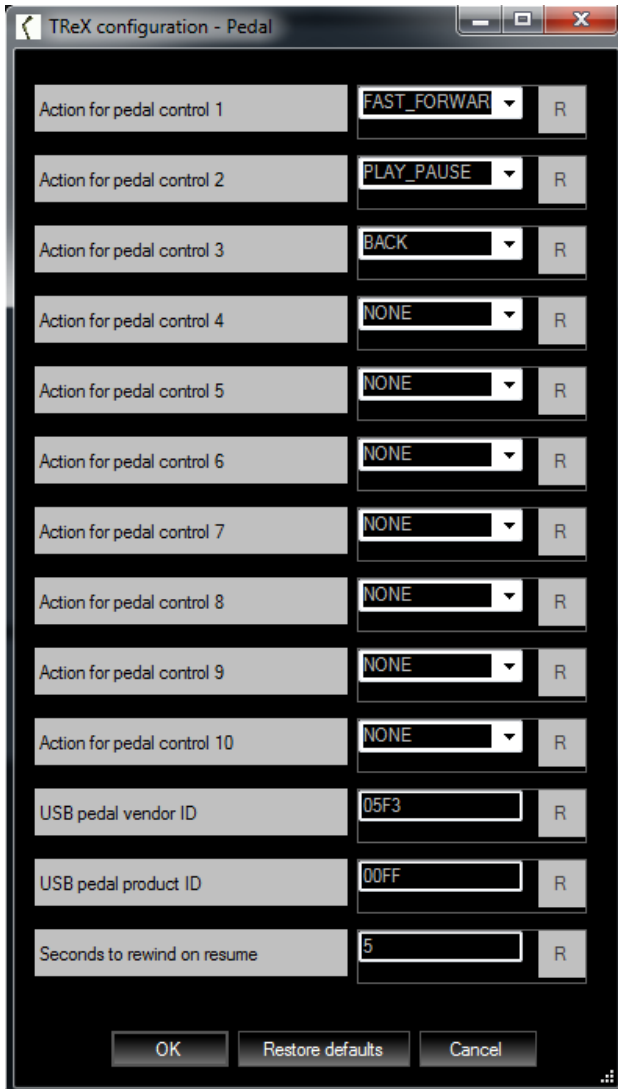 TReX configuration - Pedal
Action for pedal control 1 FAST_FORWAR R
Action for pedal control 2 PLAY_PAUSE R
Action for pedal control 3 BACK R
Action for pedal control 4 NONE R
Action for pedal control 5 NONE R
Action for pedal control 6 NONE R
Action for pedal control 7 NONE R
Action for pedal control 8 NONE R
Action for pedal control 9 NONE R
Action for pedal control 10 NONE R
USB pedal vendor ID 05F3 R
USB pedal product ID 00FF R
Seconds to rewind on resume 5 R
OK Restore defaults Cancel